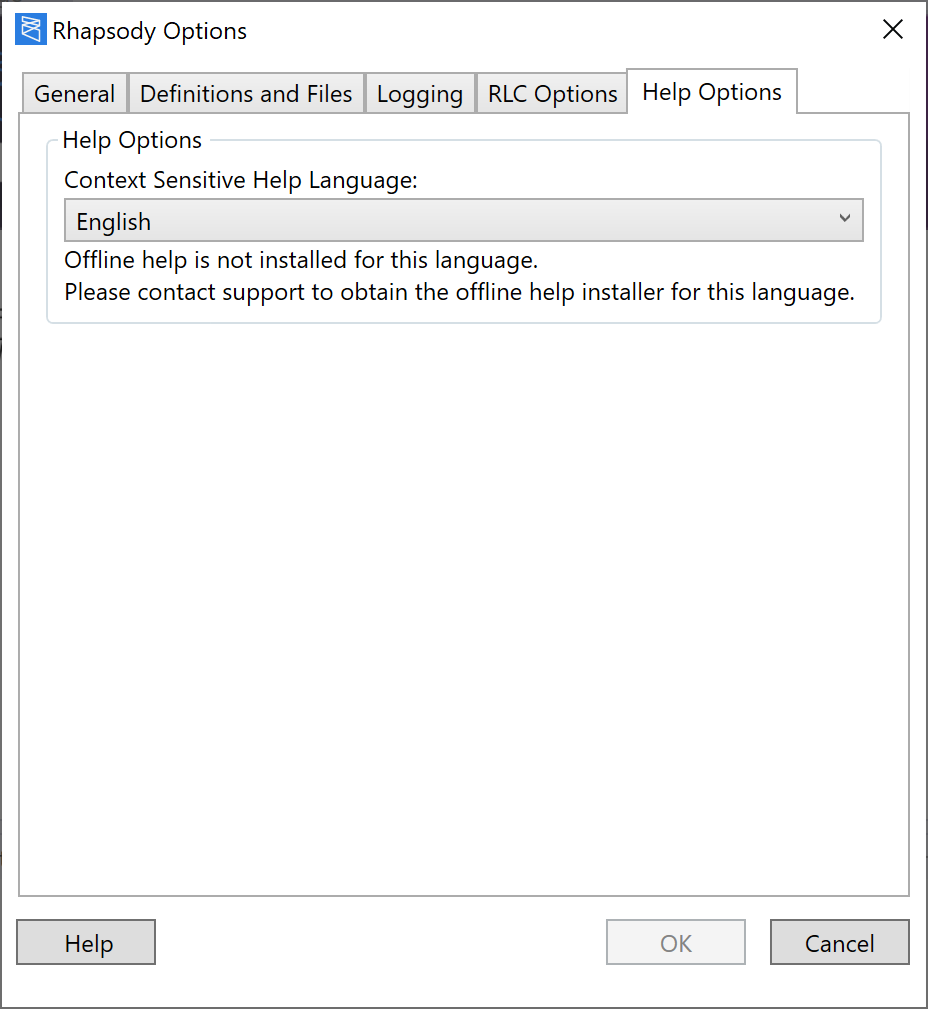 Rhapsody Options
General
Definitions and Files
Logging
RLC Options
Help Options
Help Options
Context Sensitive Help Language:
English
Offline help is not installed for this language.
Please contact support to obtain the offline help installer for this language.
Help
OK
Cancel